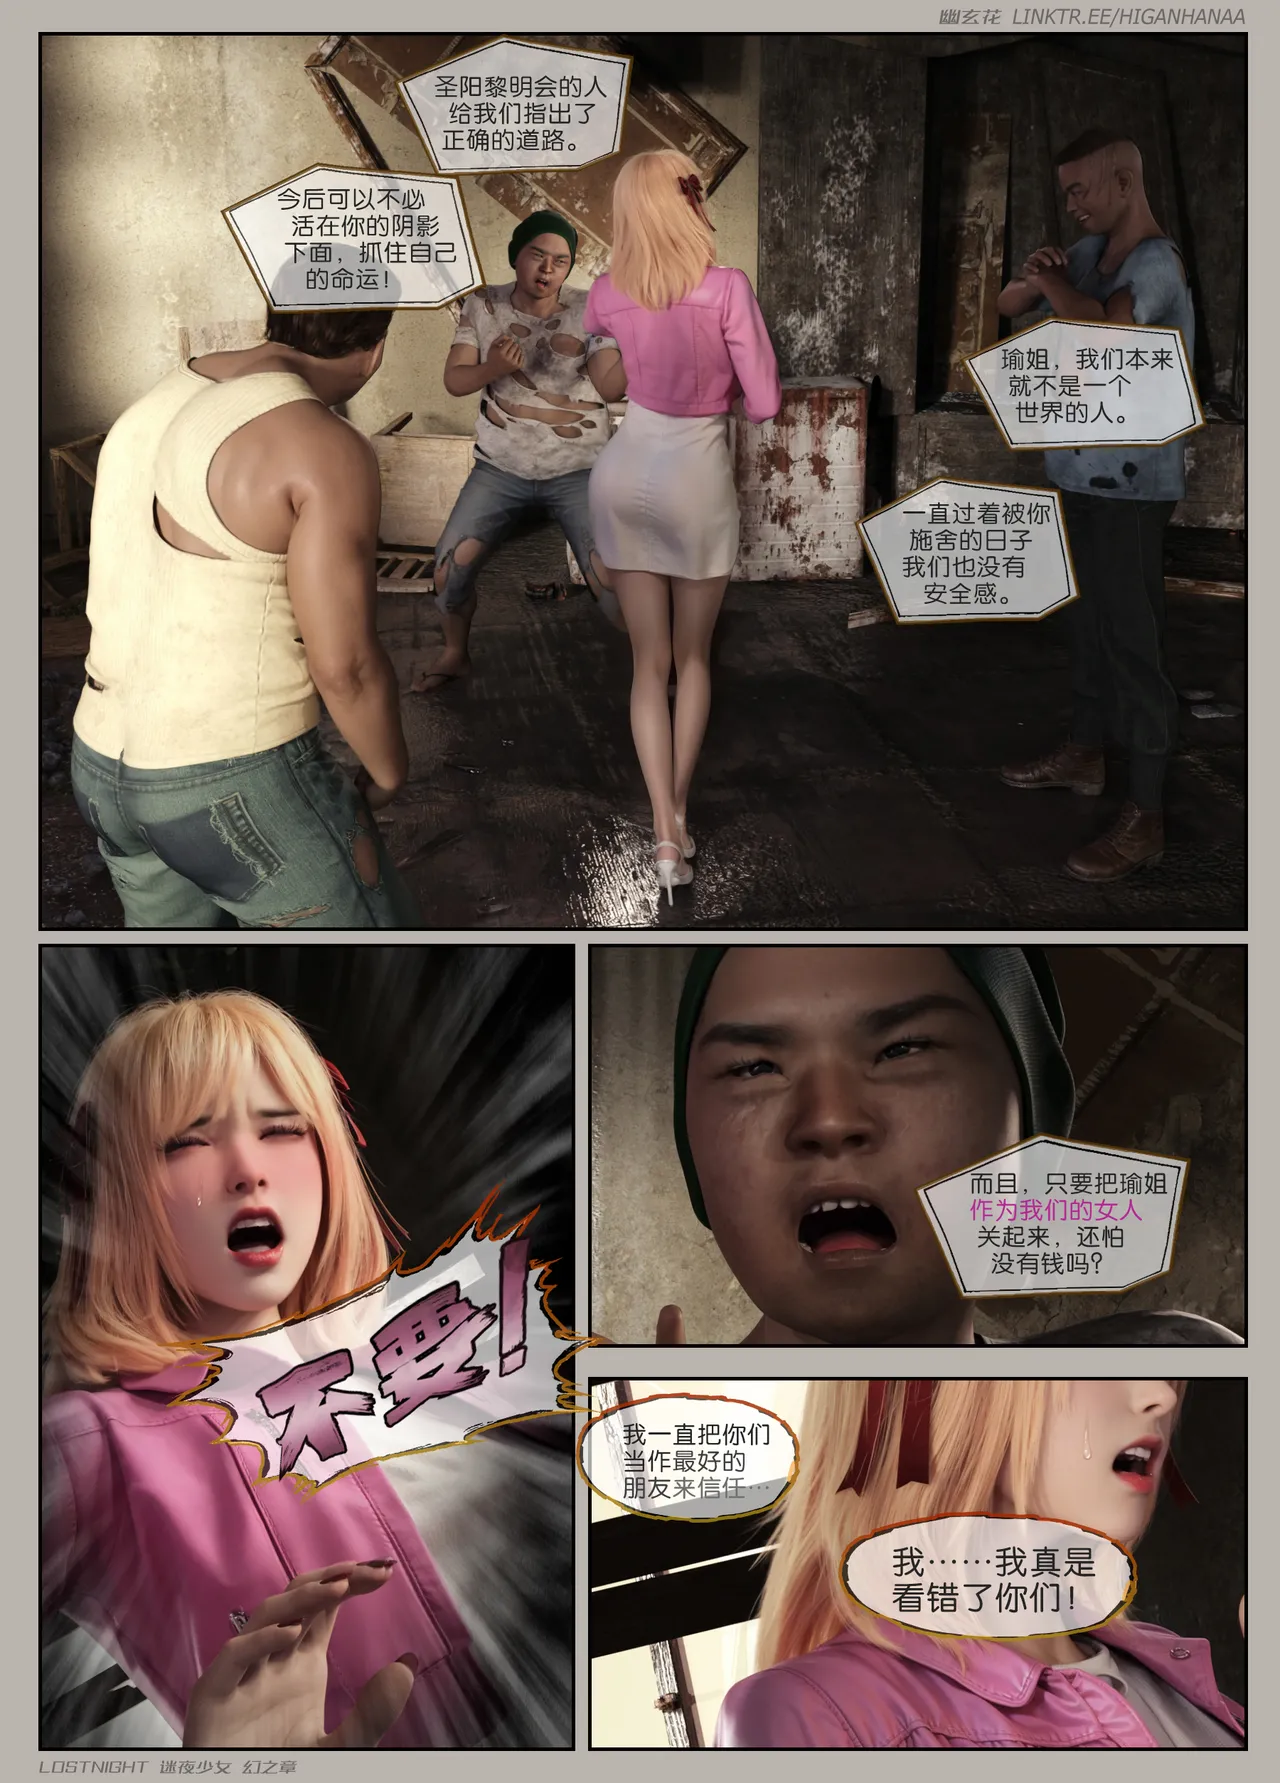 幽玄花 LINKTR.EE/HIGANHANAA
圣阳黎明会的人
给我们指出了
正确的道路。
今后可以不必
活在你的阴影
下面，抓住自己
的命运！
瑜姐，我们本来
就不是一个
世界的人。
一直过着被你
施舍的日子
我们也没有
安全感。
不要！
而且，只要把瑜姐
作为我们的女人
关起来，还怕
没有钱吗？
我一直把你们
当作最好的
朋友来信任…
我……我真是
看错了你们！
LOSTNIGHT 迷夜少女 幻之章